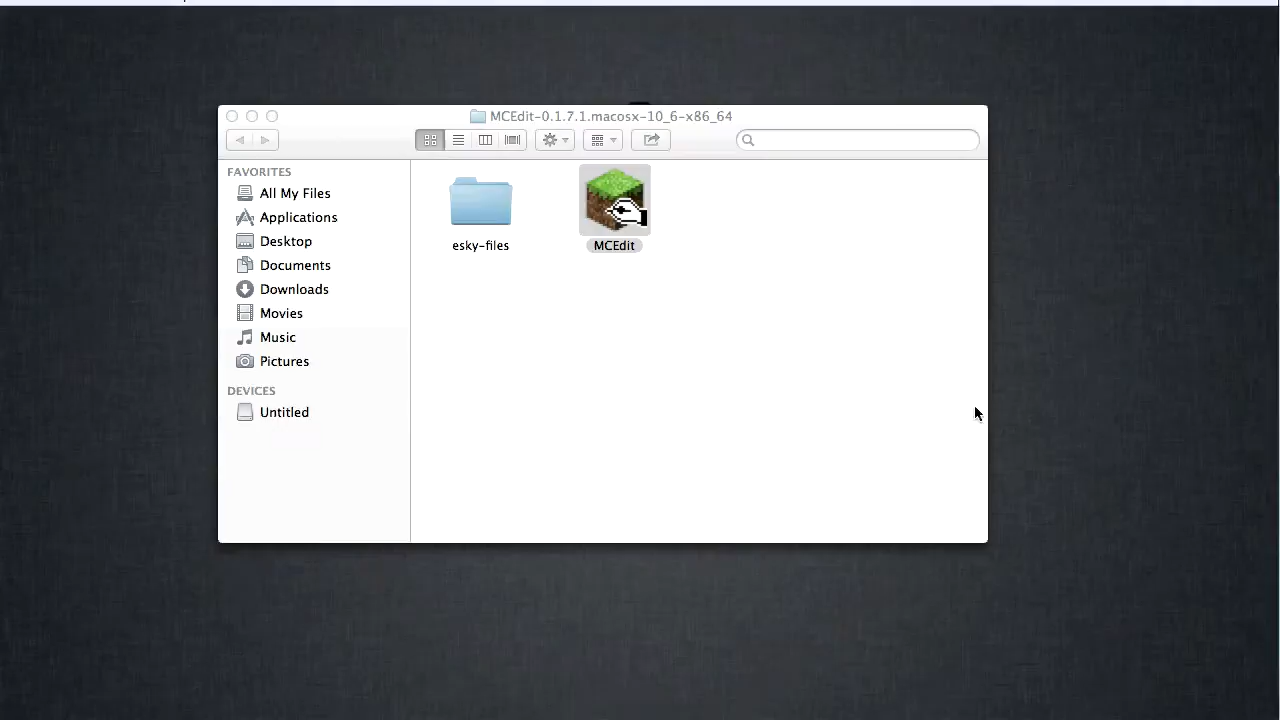 MCEdit-0.1.7.1.macosx-10_6-x86_64
FAVORITES
All My Files
Applications
Desktop
Documents
Downloads
Movies
Music
Pictures
DEVICES
Untitled
esky-files
MCEdit